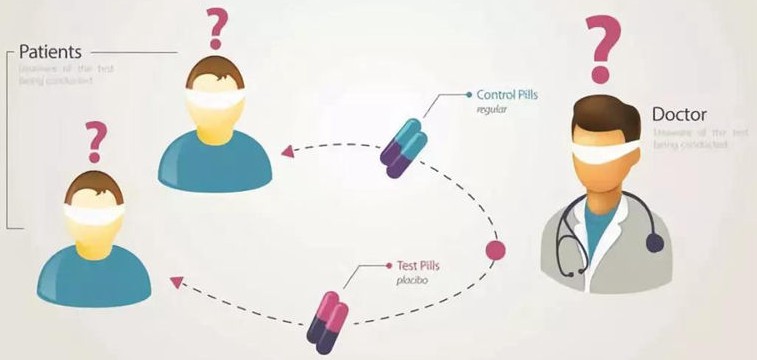 ?
?
?
Patients
Unaware of the test
being conducted
Control Pills
regular
Doctor
Unaware of the test
being conducted
Test Pills
placibo